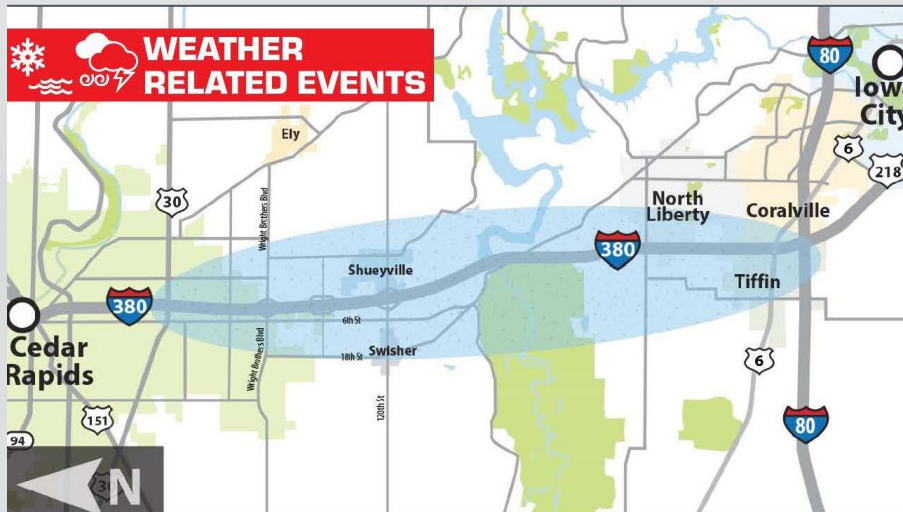 WEATHER
RELATED EVENTS
80
Iowa
City
6
218
Ely
30
Wright Brothers Blvd
North
Liberty
Coralville
380
Shueyville
Tiffin
380
6th St
Cedar
Rapids
18th St
Swisher
Wright Brothers Blvd
120th St
6
151
80
94
30
N